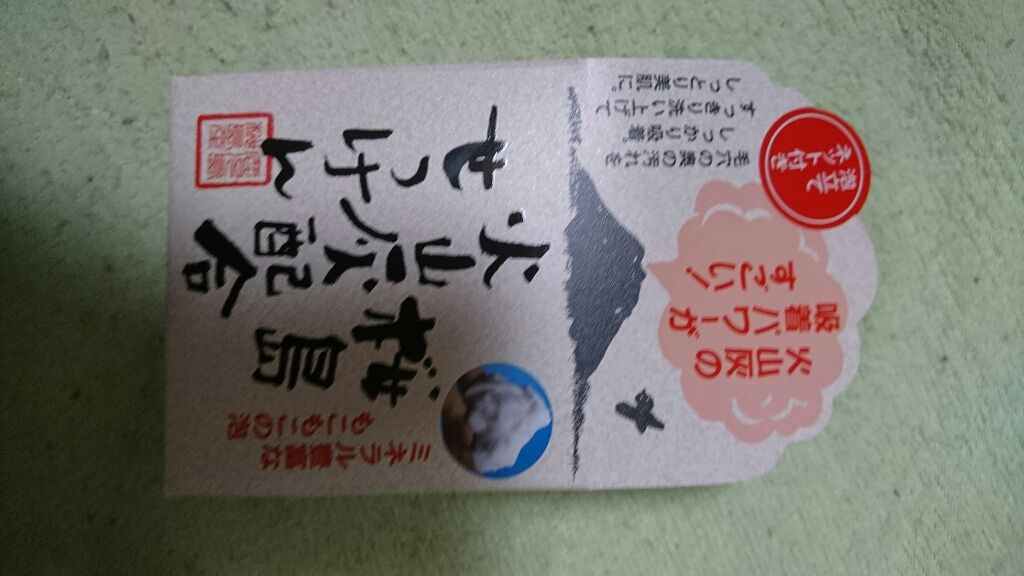 火山灰の
吸着パワーが
すごい!
泡立て
ネット付き
毛穴の奥の汚れを
しっかり吸着。
すっきり洗い上げて
しっとり美肌に。
桜島
火山灰配合
せっけん
ミネラル豊富な
もこもこの泡